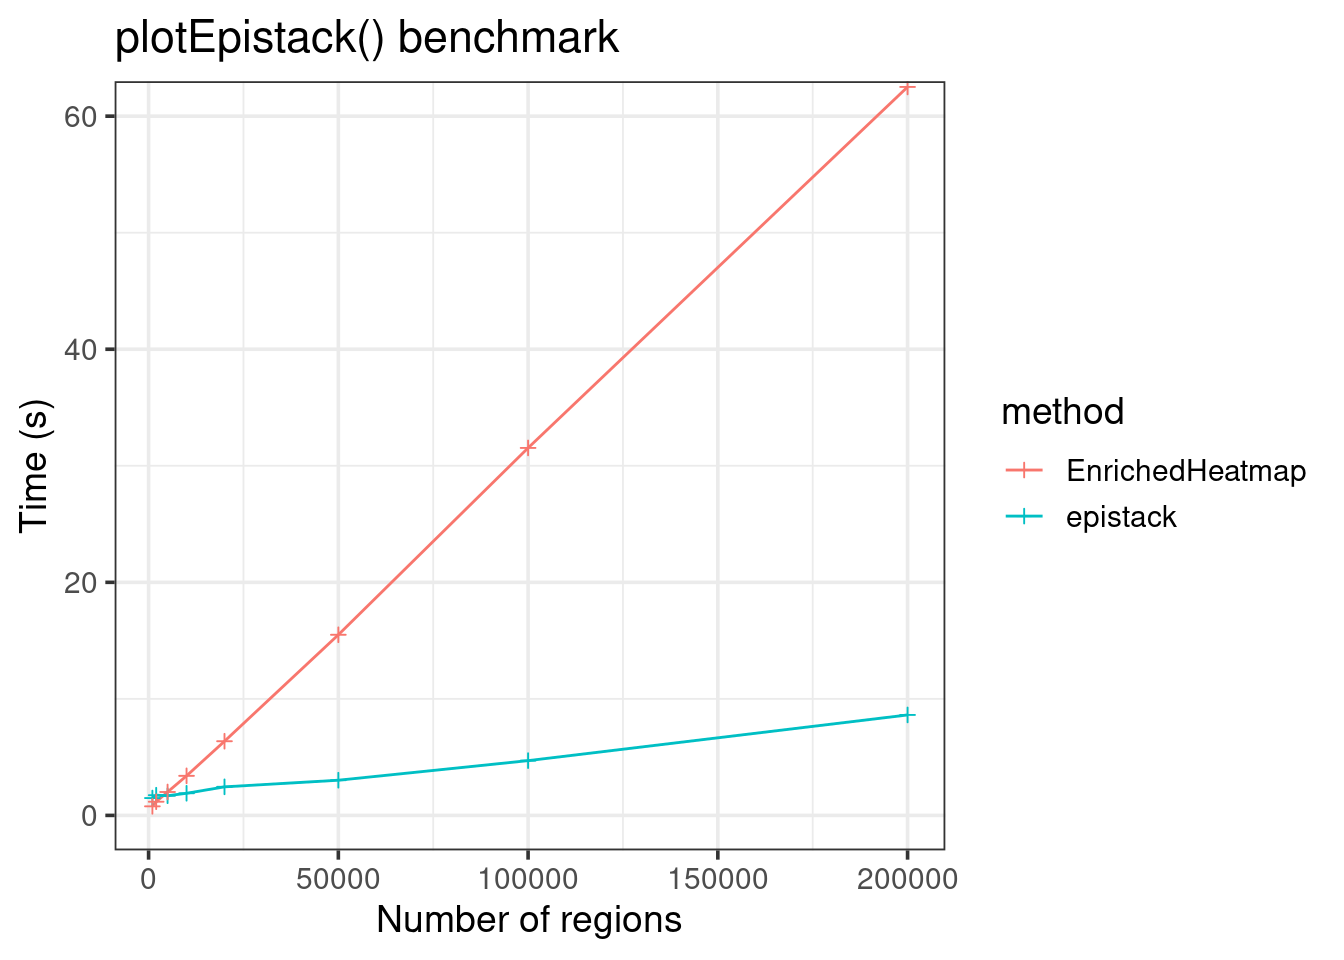 plotEpistack() benchmark
60
40
20
0
Time (s)
0 50000 100000 150000 200000
Number of regions
method
EnrichedHeatmap
epistack